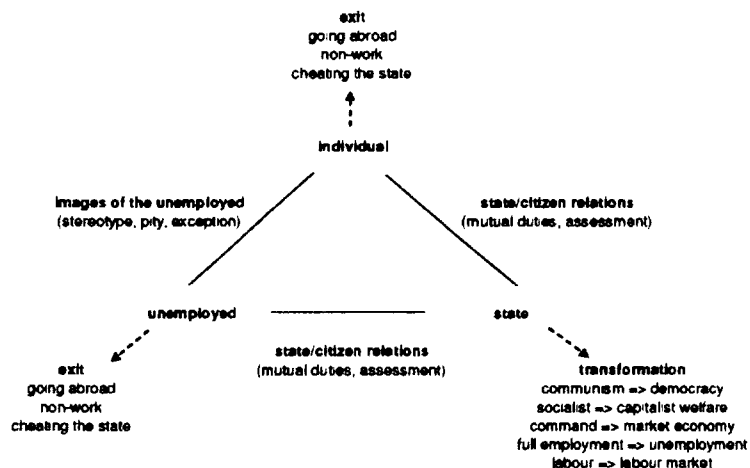 exit
going abroad
non-work
cheating the state
individual
images of the unemployed
(stereotype, pity, exception)
state/citizen relations
(mutual duties, assessment)
unemployed
state
state/citizen relations
(mutual duties, assessment)
exit
going abroad
non-work
cheating the state
transformation
communism => democracy
socialist => capitalist welfare
command => market economy
full employment => unemployment
labour => labour market